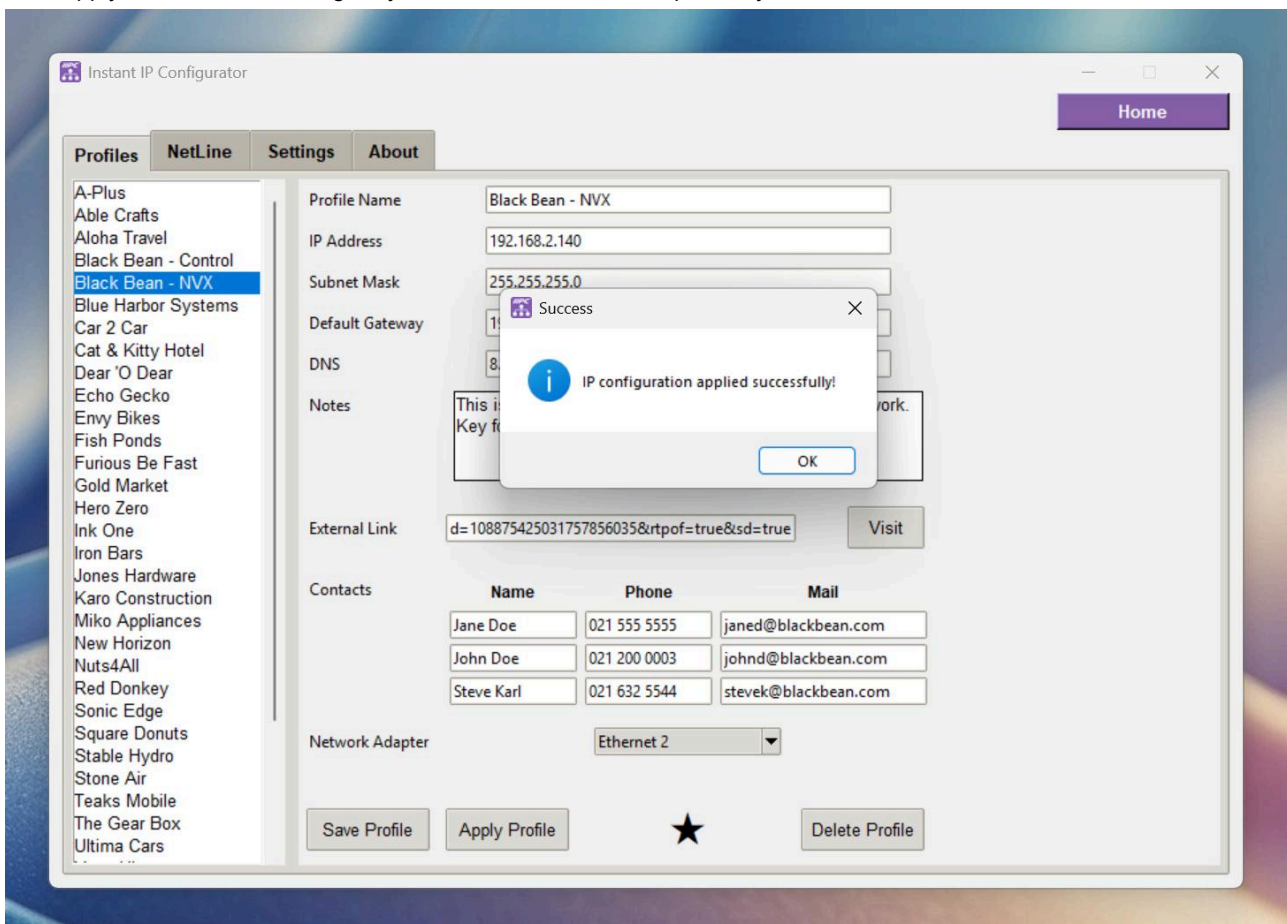 Instant IP Configurator
Home
Profiles NetLine Settings About
A-Plus
Able Crafts
Aloha Travel
Black Bean - Control
Black Bean - NVX
Blue Harbor Systems
Car 2 Car
Cat & Kitty Hotel
Dear 'O Dear
Echo Gecko
Envy Bikes
Fish Ponds
Furious Be Fast
Gold Market
Hero Zero
Ink One
Iron Bars
Jones Hardware
Karo Construction
Miko Appliances
New Horizon
Nuts4All
Red Donkey
Sonic Edge
Square Donuts
Stable Hydro
Stone Air
Teaks Mobile
The Gear Box
Ultima Cars
Profile Name Black Bean - NVX
IP Address 192.168.2.140
Subnet Mask 255.255.255.0
Default Gateway
DNS
Notes This
Key
Success
IP configuration applied successfully!
OK
External Link d=108875425031757856035&rtpof=true&sd=true Visit
Contacts Name Phone Mail
Jane Doe 021 555 5555 janed@blackbean.com
John Doe 021 200 0003 johnd@blackbean.com
Steve Karl 021 632 5544 stevek@blackbean.com
Network Adapter Ethernet 2
Save Profile Apply Profile Delete Profile